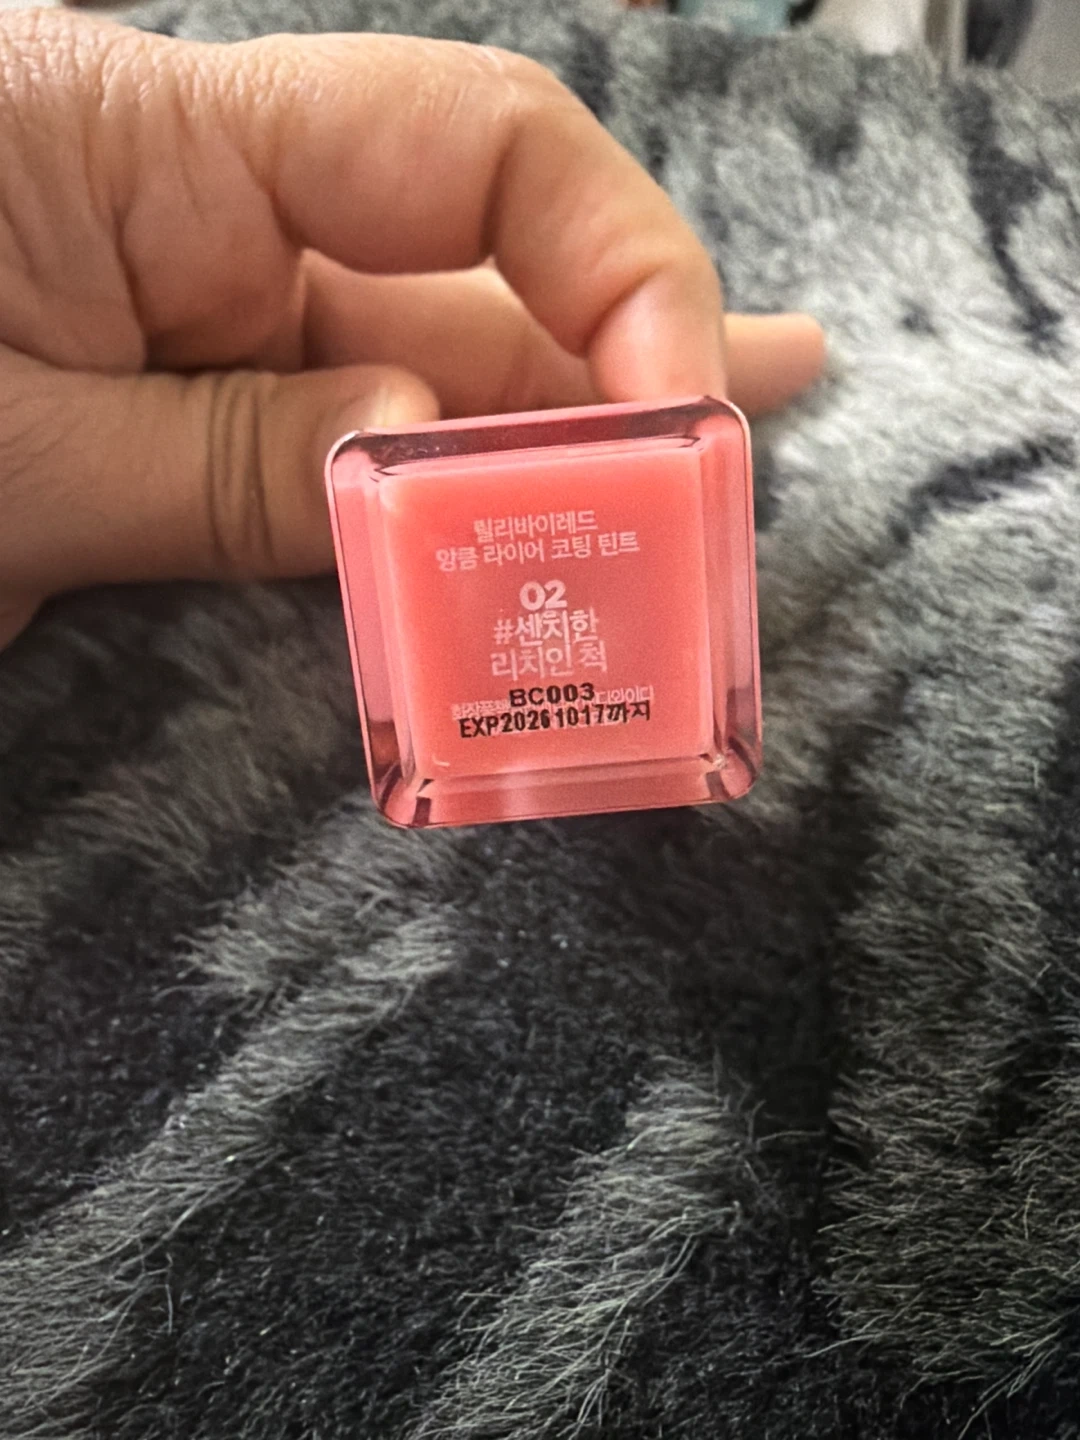 릴리바이레드
앙큼 라이어 코팅 틴트
02
#센치한
리치인 척
BC003
EXP20261017까지